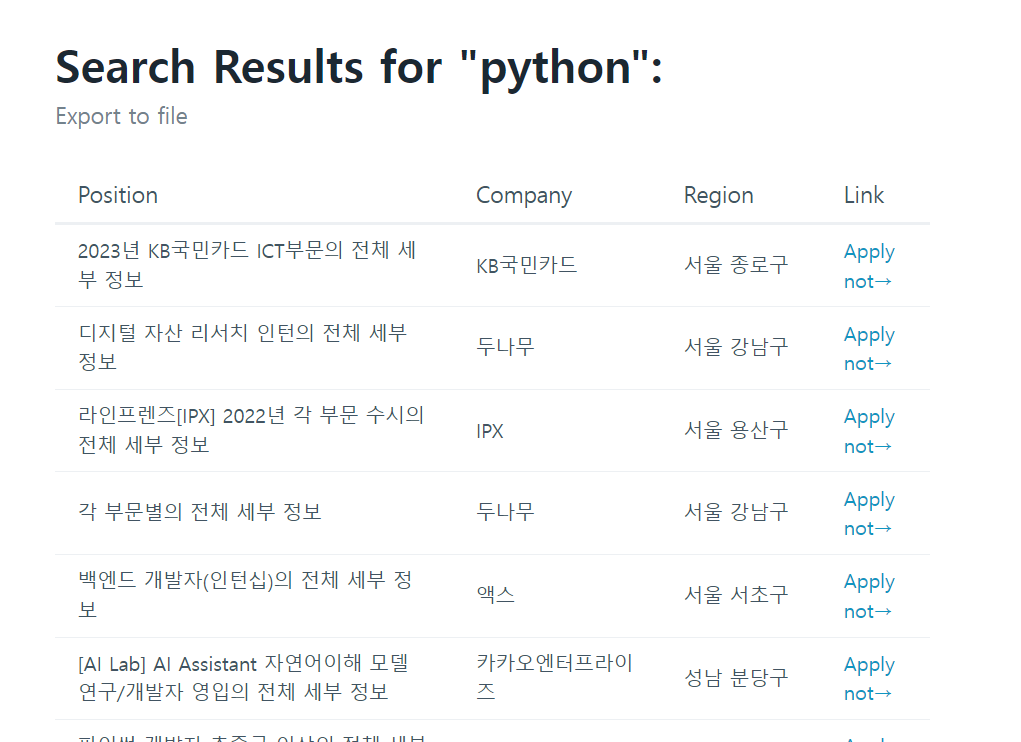 Search Results for "python":
Export to file
Position Company Region Link
2023년 KB국민카드 ICT부문의 전체 세
부 정보
KB국민카드
서울 종로구
Apply
not→
디지털 자산 리서치 인턴의 전체 세부
정보
두나무
서울 강남구
Apply
not→
라인프렌즈[IPX] 2022년 각 부문 수시의
전체 세부 정보
IPX
서울 용산구
Apply
not→
각 부문별의 전체 세부 정보
두나무
서울 강남구
Apply
not→
백엔드 개발자(인턴십)의 전체 세부 정
보
액스
서울 서초구
Apply
not→
[AI Lab] AI Assistant 자연어이해 모델
연구/개발자 영입의 전체 세부 정보
카카오엔터프라이
즈
성남 분당구
Apply
not→